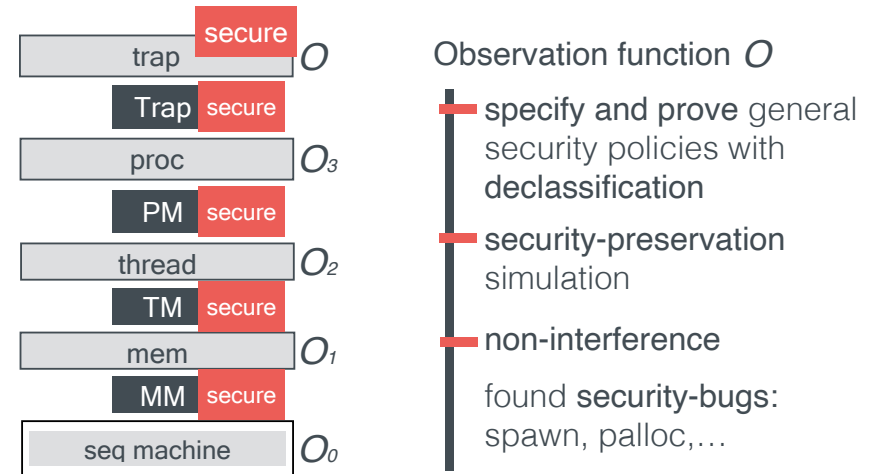 secure
trap O
Trap secure
proc O₃
PM secure
thread O₂
TM secure
mem O₁
MM secure
seq machine O₀
Observation function O
specify and prove general
security policies with
declassification
security-preservation
simulation
non-interference
found security-bugs:
spawn, palloc,…